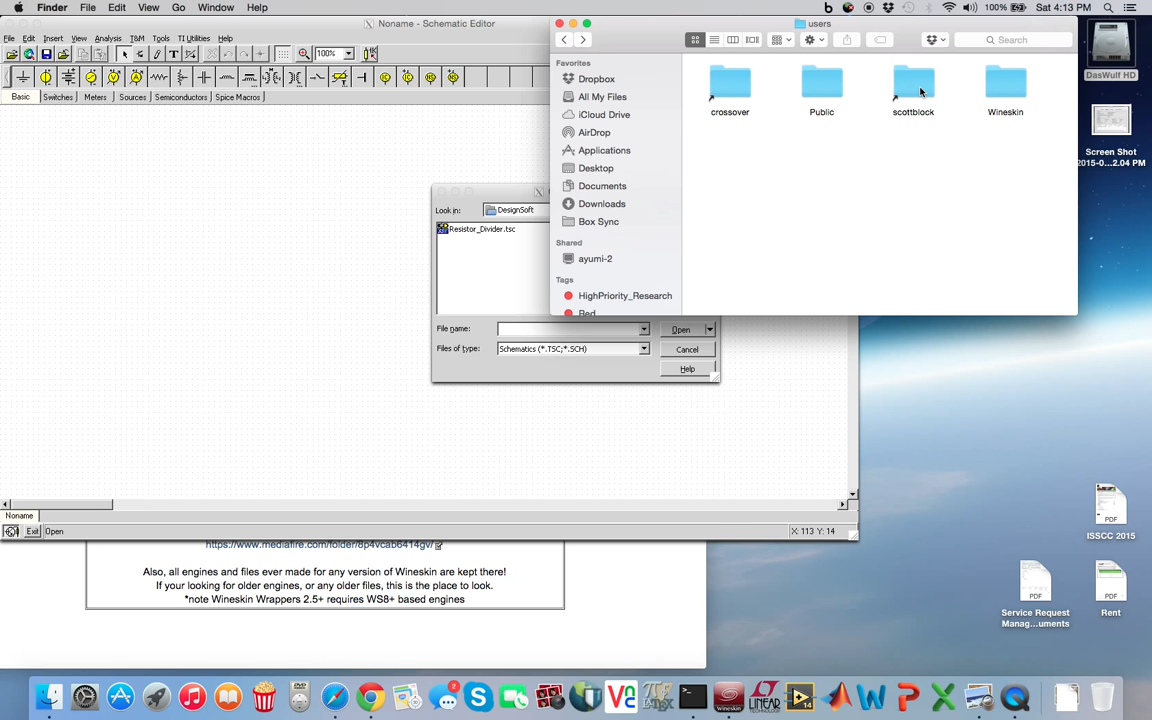 Finder File Edit View Go Window Help
100% Sat 4:13 PM
Noname - Schematic Editor
File Edit Insert View Analysis T&M Tools TI Utilities Help
100%
Basic Switches Meters Sources Semiconductors Spice Macros
users
Search
Favorites
Dropbox
All My Files
iCloud Drive
AirDrop
Applications
Desktop
Documents
Downloads
Box Sync
Shared
ayumi-2
Tags
HighPriority_Research
Red
crossover Public scottblock Wineskin
Look in: DesignSoft
Resistor_Divider.tsc
File name: Open
Files of type: Schematics (*.TSC;*.SCH) Cancel
Help
DasWulf HD
Screen Shot
2015-0...2.04 PM
PDF
ISSCC 2015
PDF
Service Request
Manag...uments
PDF
Rent
Noname
Exit Open X: 113 Y: 14
https://www.mediafire.com/folder/8p4vcab6414gv/
Also, all engines and files ever made for any version of Wineskin are kept there!
If your looking for older engines, or any older files, this is the place to look.
*note Wineskin Wrappers 2.5+ requires WS8+ based engines
2
LINEAR
14